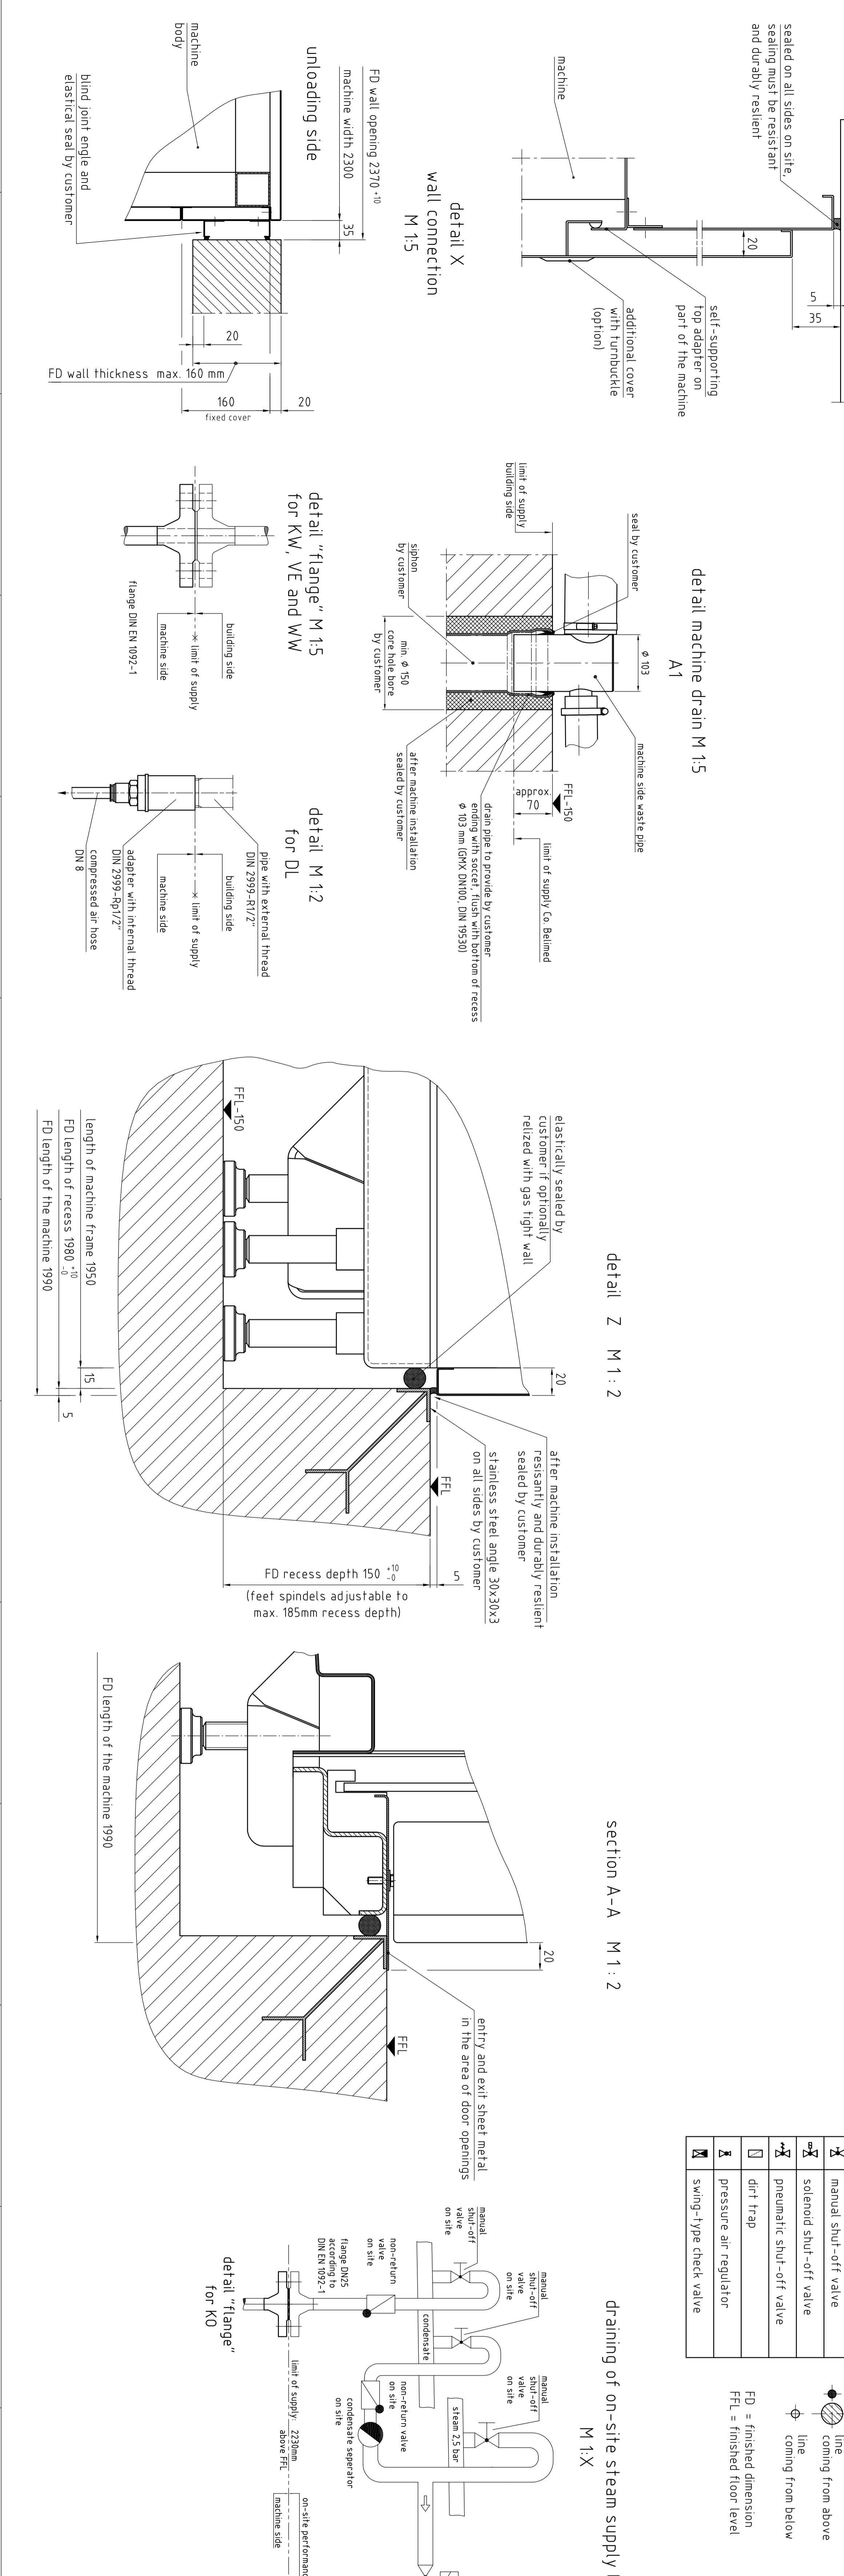 sealed on all sides on site,
sealing must be resistant
and durably reslient
machine
20
5
35
self-supporting
top adapter on
part of the machine
additional cover
with turnbuckle
(option)
detail X
wall connection
M 1:5
FD wall opening 2370 +10
machine width 2300
35
unloading side
machine
body
blind joint engle and
elastical seal by customer
20
FD wall thickness max. 160 mm
160
fixed cover
20
detail machine drain M 1:5
A1
seal by customer
limit of supply
building side
siphon
by customer
Ø 103
min. Ø 150
core hole bore
by customer
machine side waste pipe
FFL-150
approx.
70
limit of supply Co. Belimed
drain pipe to provide by customer
ending with soccet, flush with bottom of recess
Ø 103 mm (GMX DN100, DIN 19530)
after machine installation
sealed by customer
detail "flange" M 1:5
for KW, VE and WW
building side
limit of supply
machine side
flange DIN EN 1092-1
detail M 1:2
for DL
pipe with external thread
DIN 2999-R1/2"
building side
limit of supply
machine side
adapter with internal thread
DIN 2999-Rp1/2"
compressed air hose
DN 8
detail Z M 1: 2
elastically sealed by
customer if optionally
relized with gas tight wall
FFL-150
20
after machine installation
resisantly and durably reslient
sealed by customer
stainless steel angle 30x30x3
on all sides by customer
FFL
length of machine frame 1950
15
FD length of recess 1980 +10 -0
FD length of the machine 1990
5
5
FD recess depth 150 +10 -0
(feet spindels adjustable to
max. 185mm recess depth)
section A-A M 1: 2
20
entry and exit sheet metal
in the area of door openings
FFL
FD length of the machine 1990
manual shut-off valve
solenoid shut-off valve
pneumatic shut-off valve
dirt trap
pressure air regulator
swing-type check valve
line
coming from above
line
coming from below
FD = finished dimension
FFL = finished floor level
draining of on-site steam supply
M 1:X
manual
shut-off
valve
on site
manual
shut-off
valve
on site
manual
shut-off
valve
on site
condensate
steam 2,5 bar
non-return
valve
on site
non-return valve
on site
condensate seperator
on site
flange DN25
according to
DIN EN 1092-1
detail "flange"
for KO
limit of supply: 2230mm
above FFL
machine side